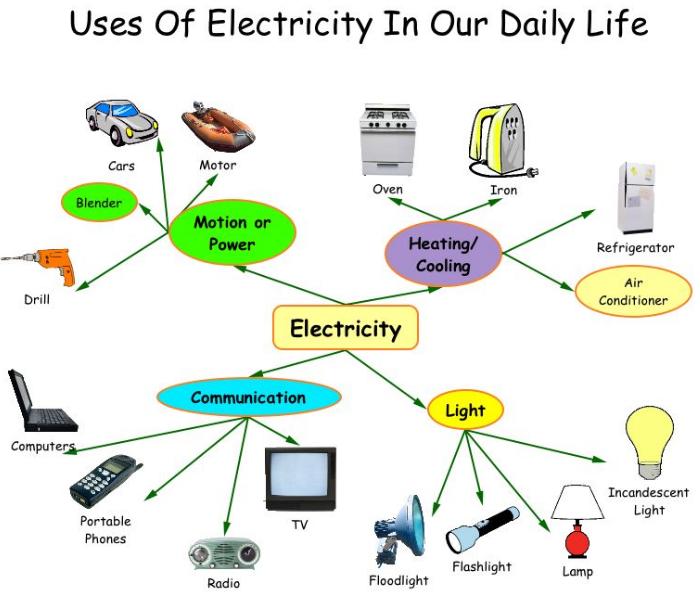 Uses Of Electricity In Our Daily Life
Cars
Motor
Blender
Motion or
Power
Drill
Oven
Iron
Heating/
Cooling
Refrigerator
Air
Conditioner
Electricity
Communication
Computers
Portable
Phones
Radio
TV
Light
Floodlight
Flashlight
Lamp
Incandescent
Light